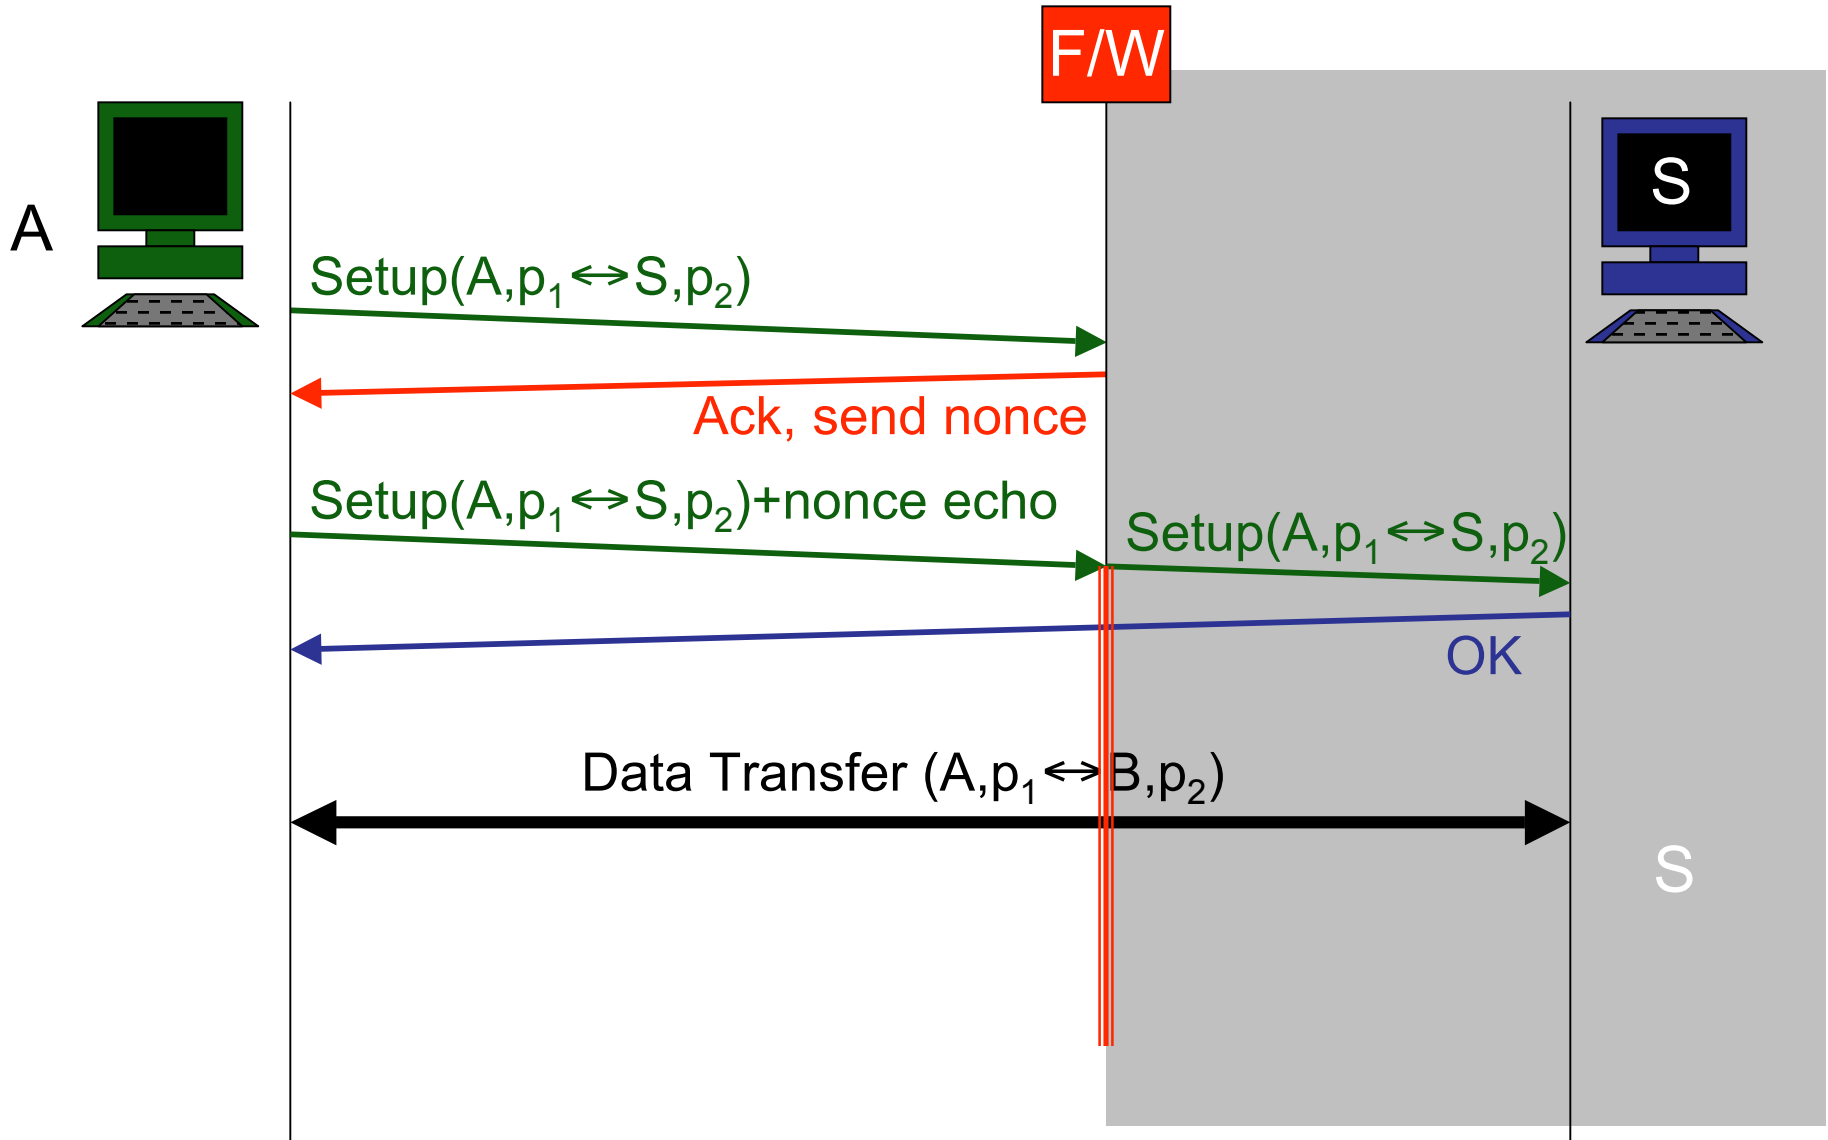 F/W
S
A
Setup(A,p₁↔S,p₂)
Ack, send nonce
Setup(A,p₁↔S,p₂)+nonce echo
Setup(A,p₁↔S,p₂)
OK
Data Transfer (A,p₁↔B,p₂)
S